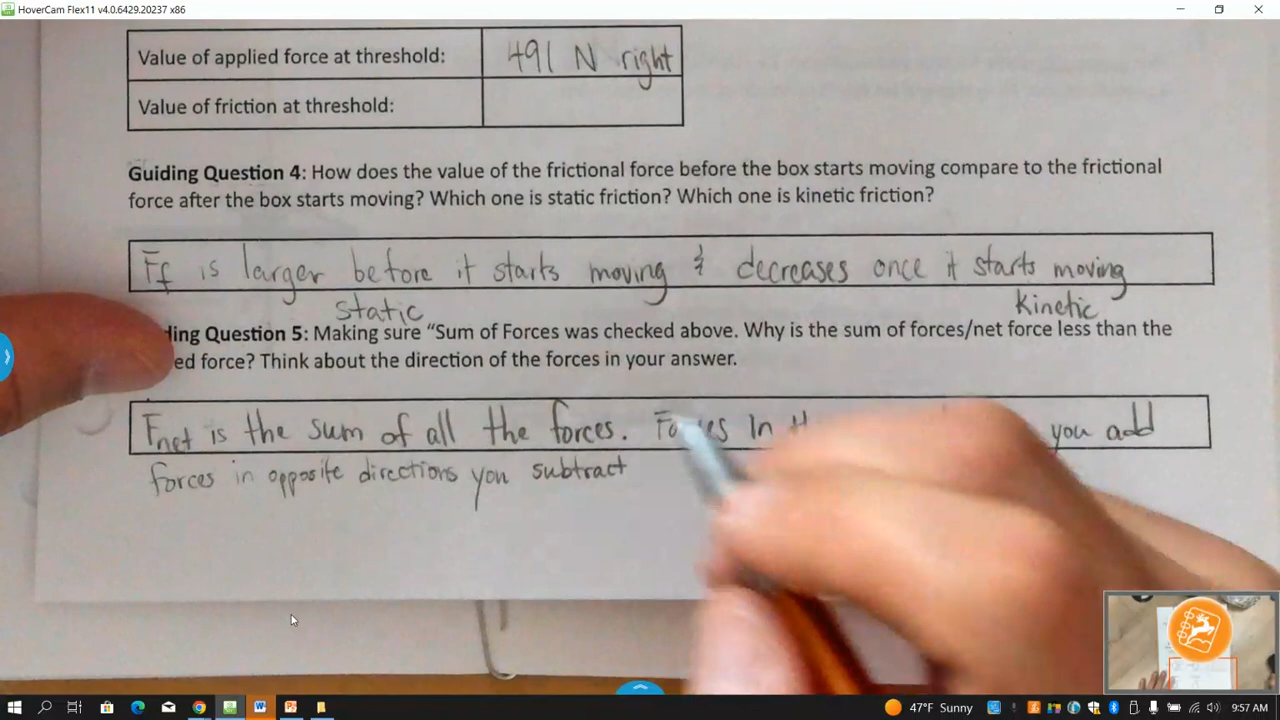 HoverCam Flex11 v4.0.6429.20237 x86
Value of applied force at threshold: 491 N right
Value of friction at threshold:
Guiding Question 4: How does the value of the frictional force before the box starts moving compare to the frictional
force after the box starts moving? Which one is static friction? Which one is kinetic friction?
Ff is larger before it starts moving & decreases once it starts moving
static kinetic
ding Question 5: Making sure “Sum of Forces was checked above. Why is the sum of forces/net force less than the
ed force? Think about the direction of the forces in your answer.
Fnet is the sum of all the forces. Forces in you add
forces in opposite directions you subtract
47°F Sunny
9:57 AM